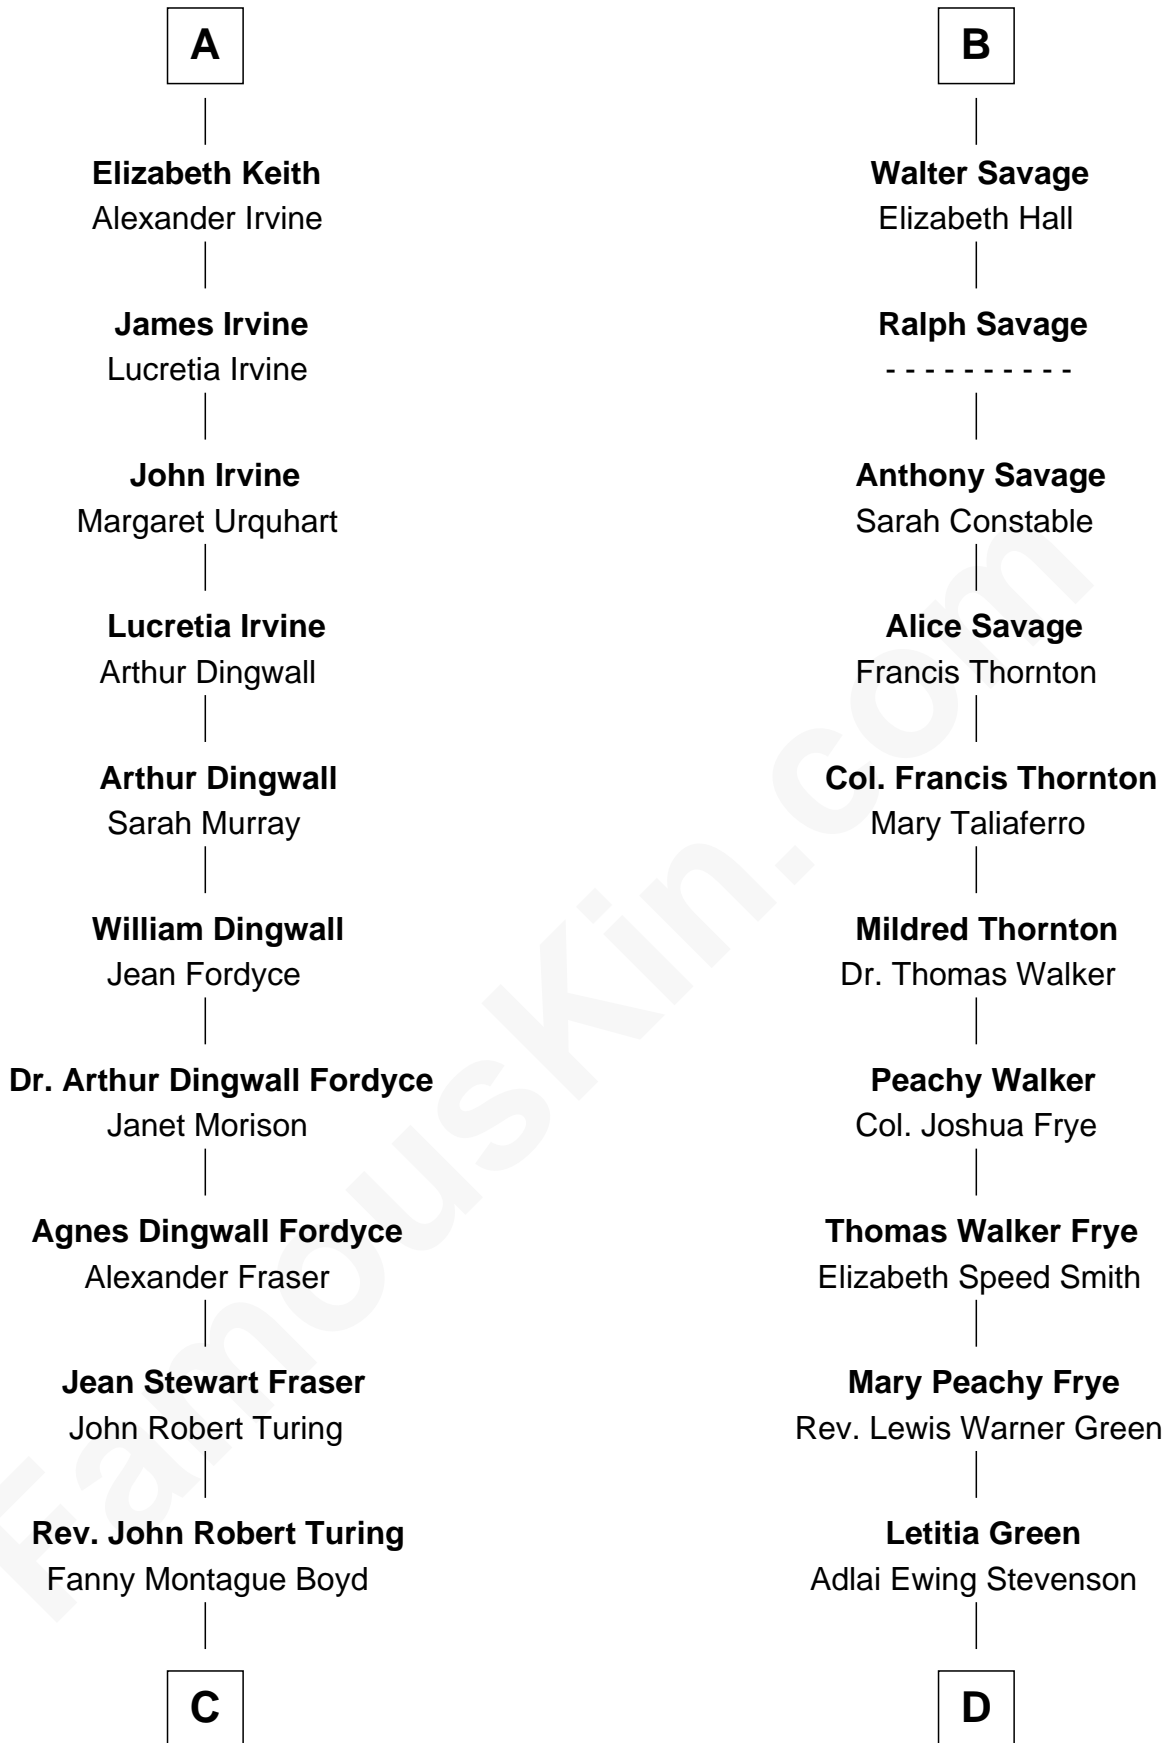 A
Elizabeth Keith
Alexander Irvine
James Irvine
Lucretia Irvine
John Irvine
Margaret Urquhart
Lucretia Irvine
Arthur Dingwall
Arthur Dingwall
Sarah Murray
William Dingwall
Jean Fordyce
Dr. Arthur Dingwall Fordyce
Janet Morison
Agnes Dingwall Fordyce
Alexander Fraser
Jean Stewart Fraser
John Robert Turing
Rev. John Robert Turing
Fanny Montague Boyd
C
B
Walter Savage
Elizabeth Hall
Ralph Savage
- - - - - - - - - -
Anthony Savage
Sarah Constable
Alice Savage
Francis Thornton
Col. Francis Thornton
Mary Taliaferro
Mildred Thornton
Dr. Thomas Walker
Peachy Walker
Col. Joshua Frye
Thomas Walker Frye
Elizabeth Speed Smith
Mary Peachy Frye
Rev. Lewis Warner Green
Letitia Green
Adlai Ewing Stevenson
D
FamousKin.com